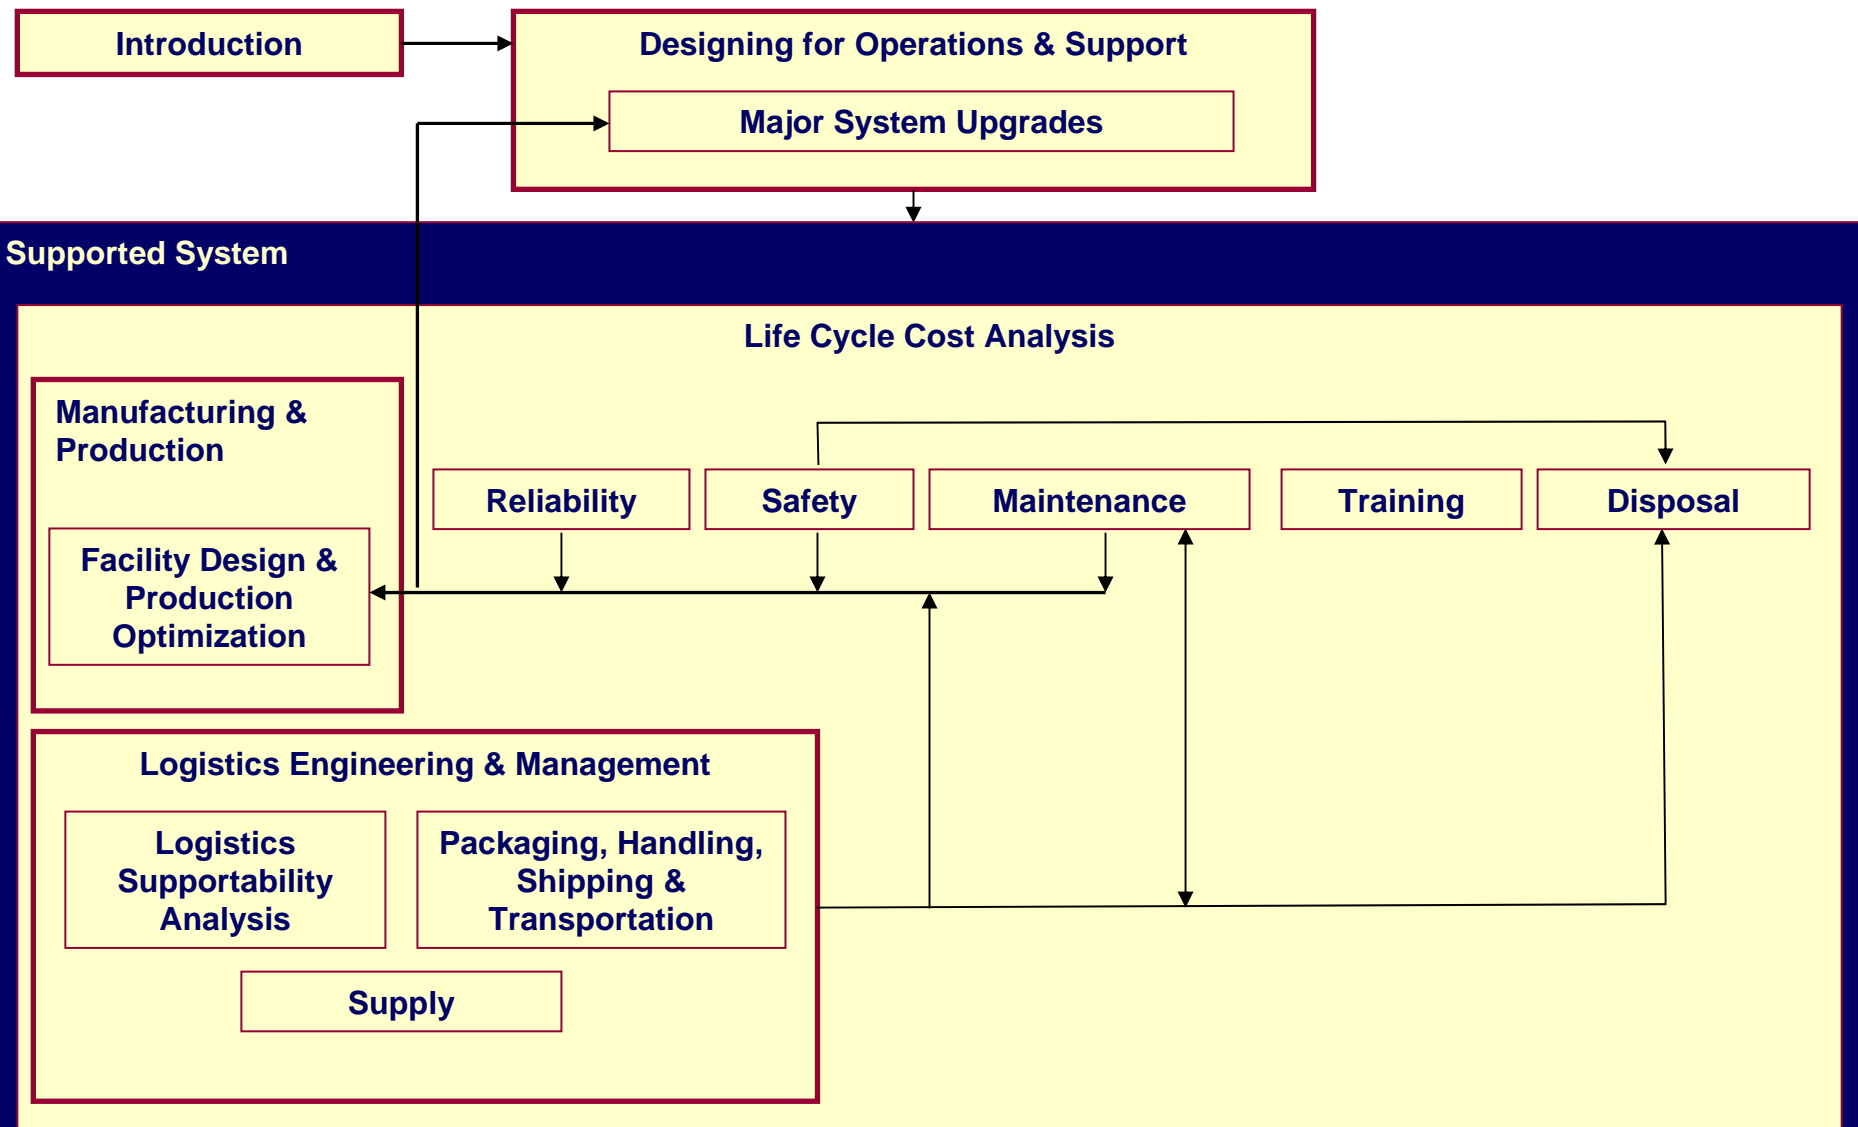 Introduction
Designing for Operations & Support
Major System Upgrades
Supported System
Life Cycle Cost Analysis
Manufacturing &
Production
Reliability
Safety
Maintenance
Training
Disposal
Facility Design &
Production
Optimization
Logistics Engineering & Management
Logistics
Supportability
Analysis
Packaging, Handling,
Shipping &
Transportation
Supply